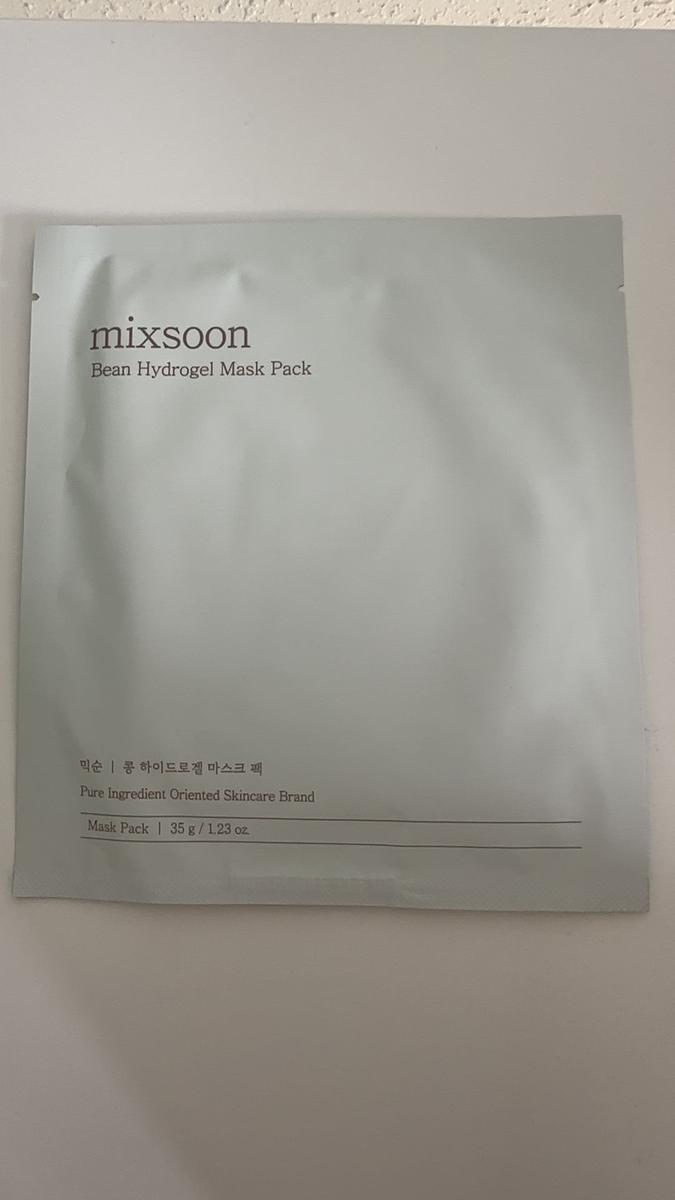 mixsoon
Bean Hydrogel Mask Pack
믹순 | 콩 하이드로겔 마스크 팩
Pure Ingredient Oriented Skincare Brand
Mask Pack | 35 g / 1.23 oz.